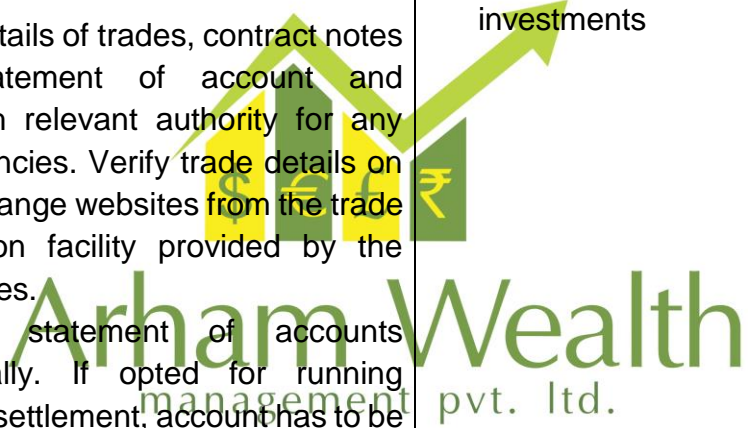 tails of trades, contract notes
atement of account and
relevant authority for any
ncies. Verify trade details on
ange websites from the trade
on facility provided by the
es.
statement of accounts
lly. If opted for running
settlement, account has to be
investments
$ € £ ₹
Arham Wealth
management pvt. ltd.